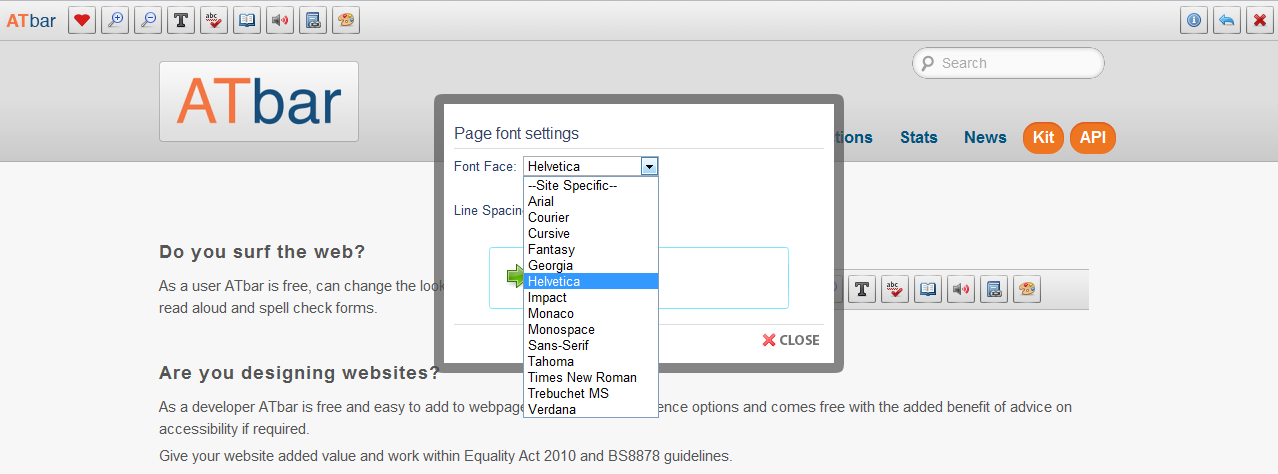 ATbar
T
abc
ATbar
Search
tions Stats News Kit API
Page font settings
Font Face: Helvetica
--Site Specific--
Arial
Courier
Cursive
Fantasy
Georgia
Helvetica
Impact
Monaco
Monospace
Sans-Serif
Tahoma
Times New Roman
Trebuchet MS
Verdana
Line Spacin
CLOSE
Do you surf the web?
As a user ATbar is free, can change the look
read aloud and spell check forms.
T
abc
Are you designing websites?
As a developer ATbar is free and easy to add to webpage ence options and comes free with the added benefit of advice on
accessibility if required.
Give your website added value and work within Equality Act 2010 and BS8878 guidelines.